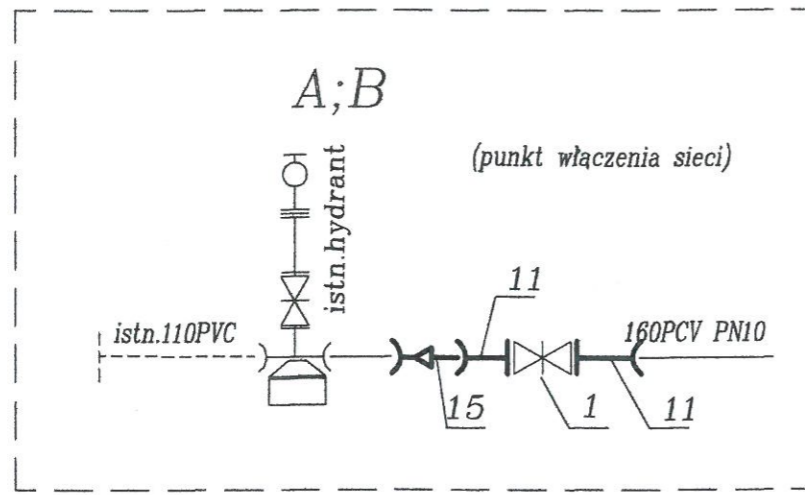 A;B
(punkt włączenia sieci)
istn.hydrant
istn.110PVC
11
160PCV PN10
15
1
11